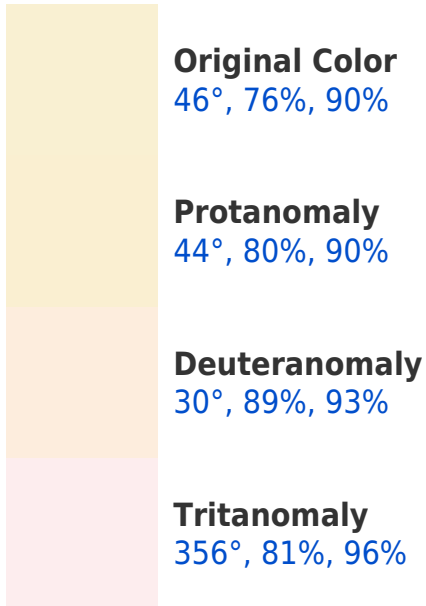 Original Color
46°, 76%, 90%
Protanomaly
44°, 80%, 90%
Deuteranomaly
30°, 89%, 93%
Tritanomaly
356°, 81%, 96%